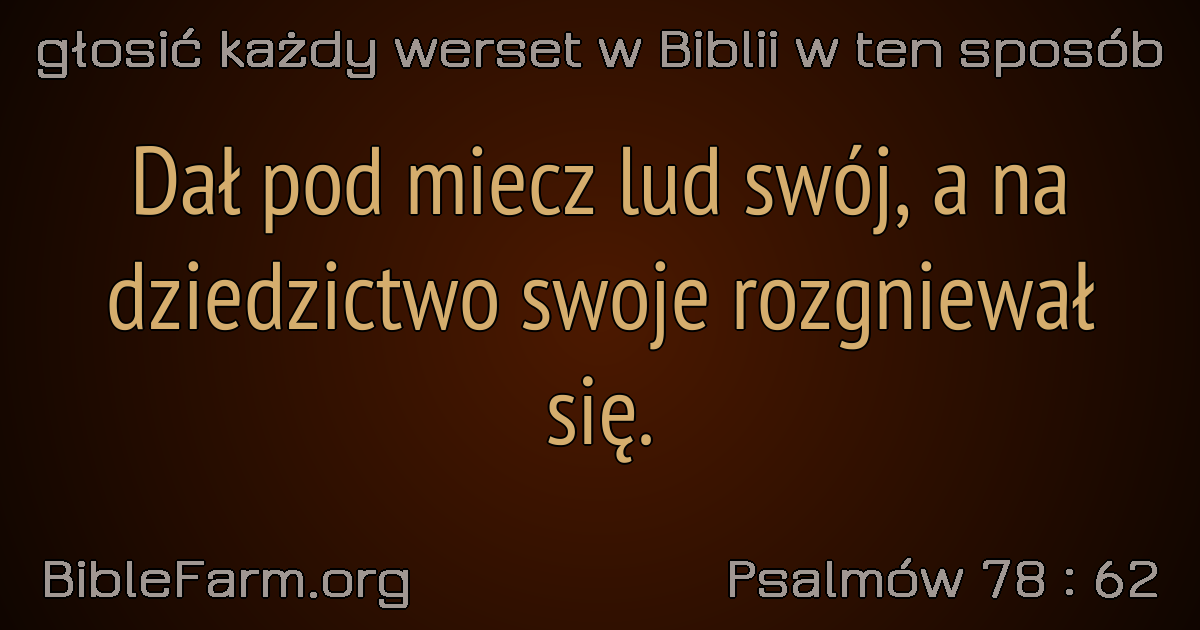 głosić każdy werset w Biblii w ten sposób
Dał pod miecz lud swój, a na
dziedzictwo swoje rozgniewał
się.
BibleFarm.org
Psalmów 78 : 62